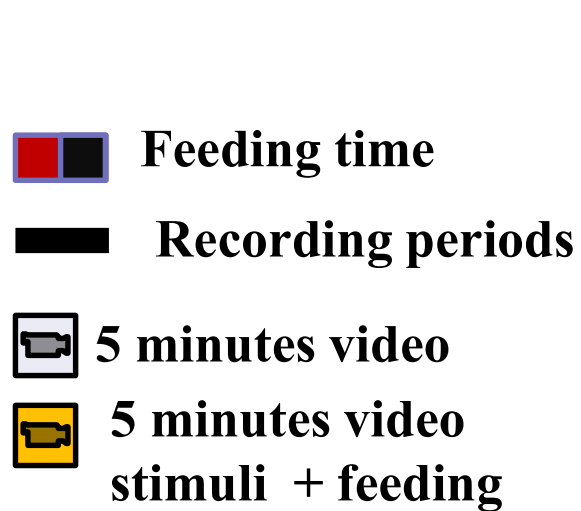 Feeding time
Recording periods
5 minutes video
5 minutes video
stimuli + feeding